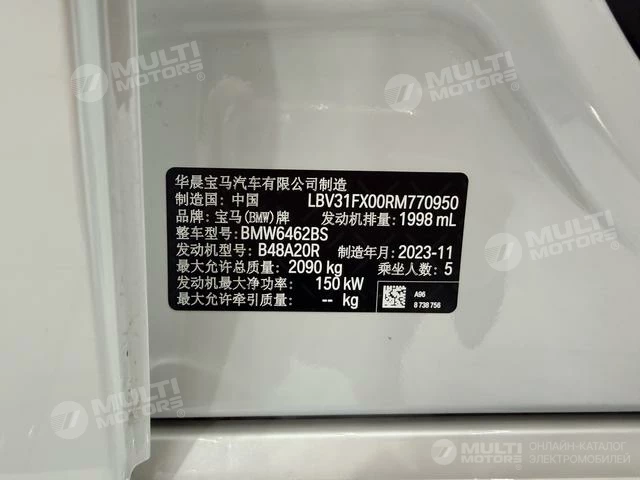 MULTI
MOTORS
MULTI
MOTORS
华晨宝马汽车有限公司制造
制造国: 中国 LBV31FX00RM770950
品牌: 宝马(BMW)牌 发动机排量: 1998 mL
整车型号: BMW6462BS
发动机型号: B48A20R 制造年月: 2023-11
最大允许总质量: 2090 kg 乘坐人数: 5
发动机最大净功率: 150 kW
最大允许牵引质量: -- kg
A96
8 738 756
MULTI
MOTORS
MULTI
MOTORS
ОНЛАЙН-КАТАЛОГ
ЭЛЕКТРОМОБИЛЕЙ